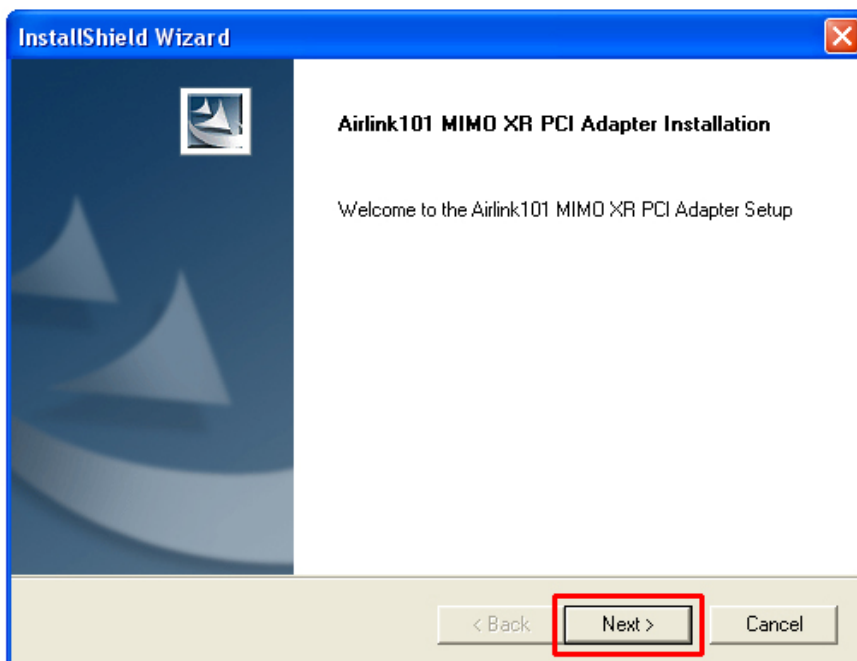 InstallShield Wizard
Airlink101 MIMO XR PCI Adapter Installation
Welcome to the Airlink101 MIMO XR PCI Adapter Setup
< Back
Next >
Cancel